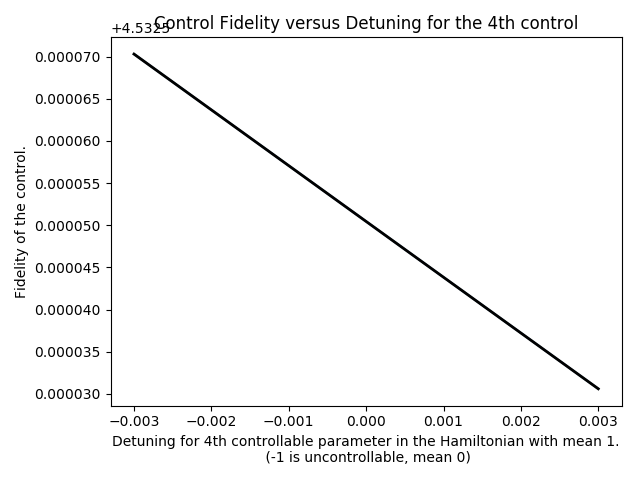 Control Fidelity versus Detuning for the 4th control
+4.5325
0.000070
0.000065
0.000060
0.000055
0.000050
0.000045
0.000040
0.000035
0.000030
Fidelity of the control.
−0.003 −0.002 −0.001 0.000 0.001 0.002 0.003
Detuning for 4th controllable parameter in the Hamiltonian with mean 1.
(-1 is uncontrollable, mean 0)